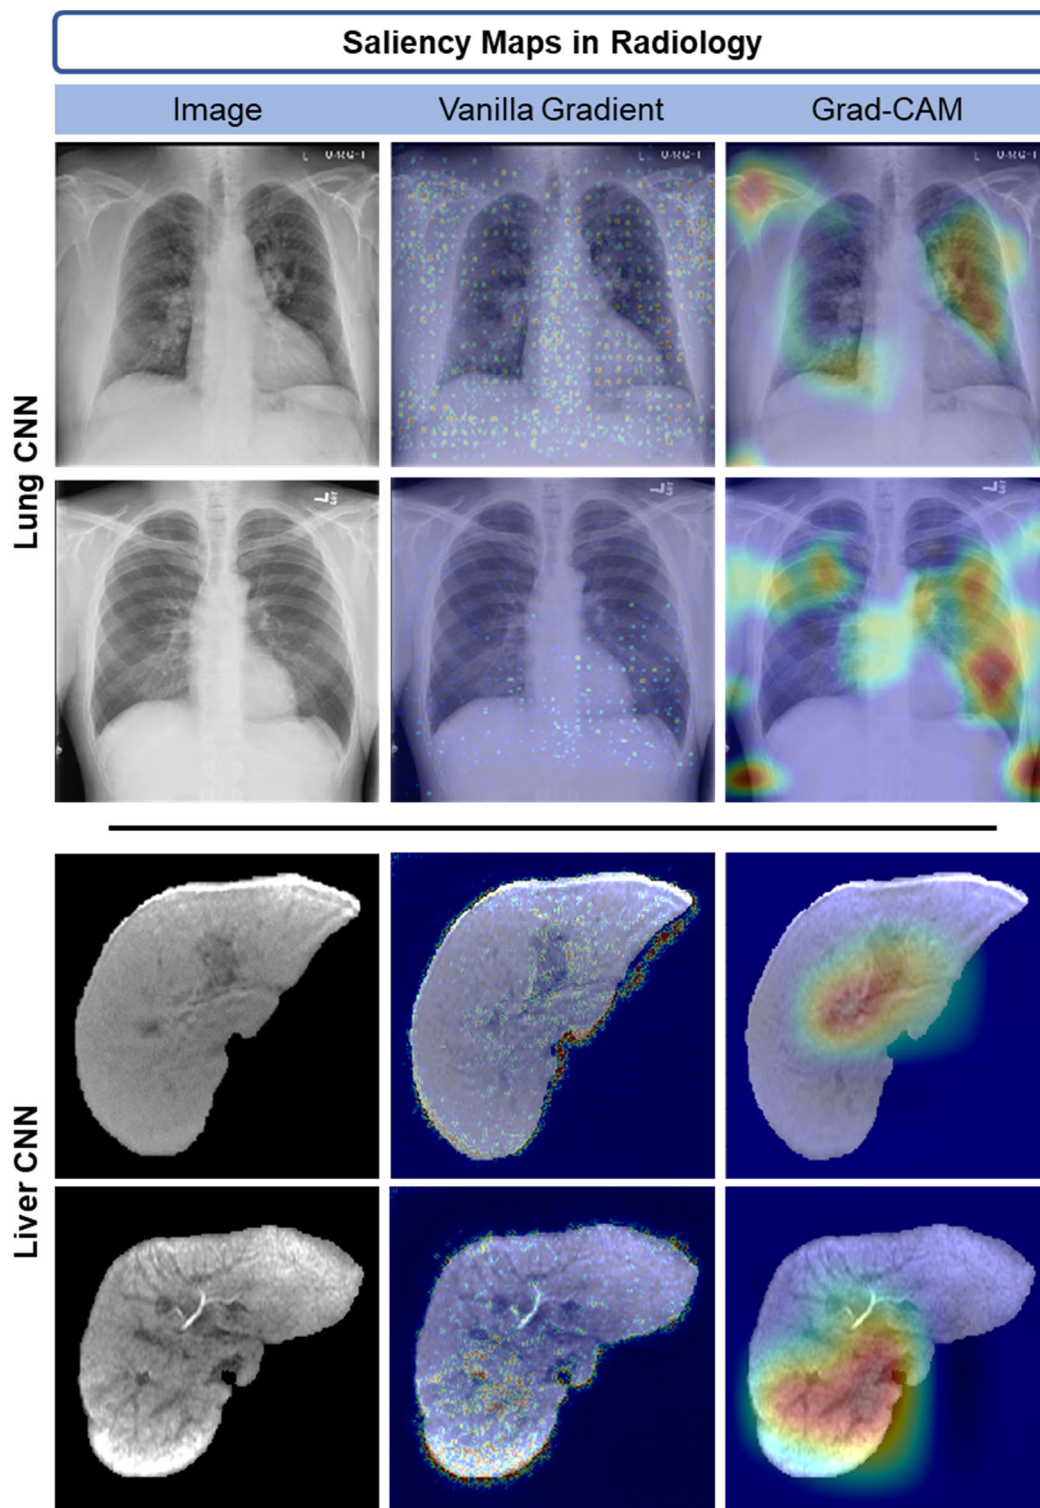 Saliency Maps in Radiology
Image
Vanilla Gradient
Grad-CAM
Lung CNN
L
L
L
L
L
L
Liver CNN